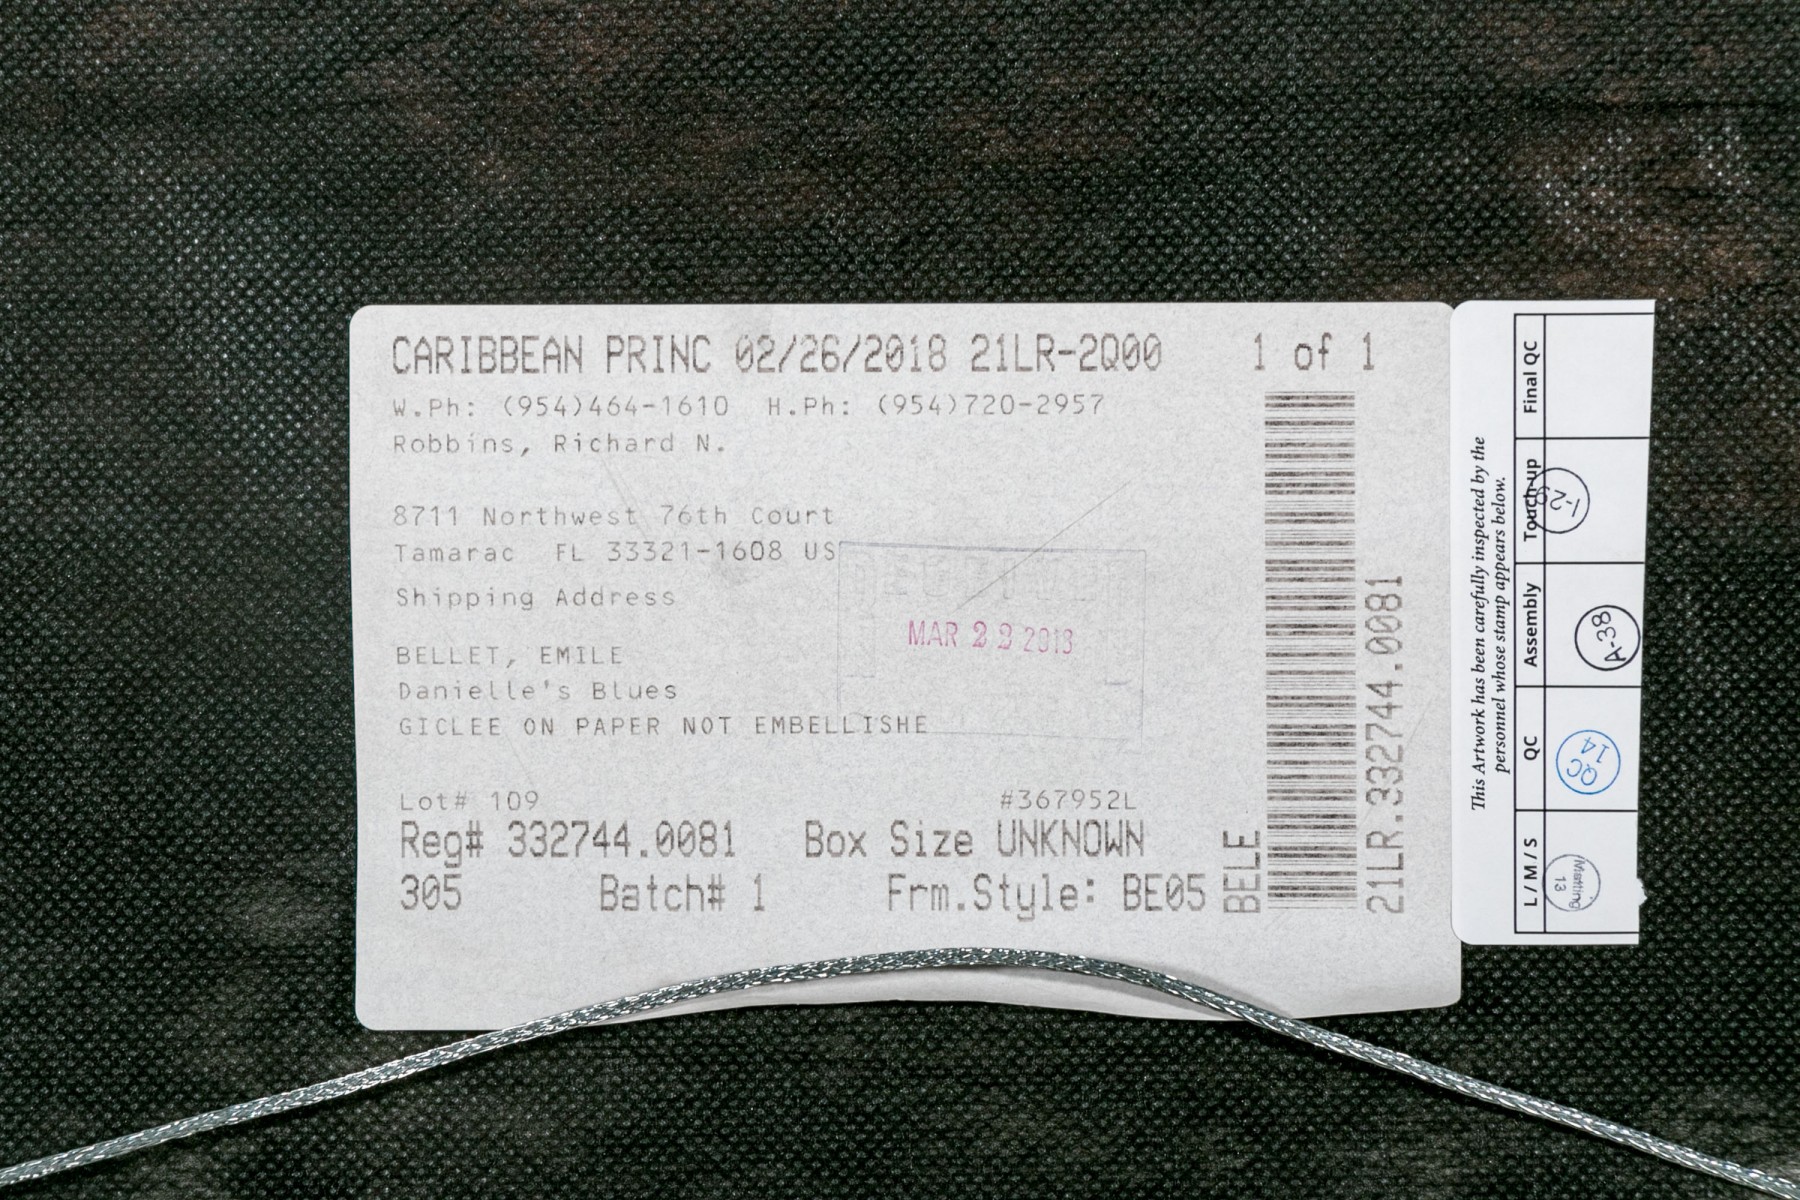 CARIBBEAN PRINC 02/26/2018 21LR-2Q00 1 of 1
W.Ph: (954)464-1610 H.Ph: (954)720-2957
Robbins, Richard N.
8711 Northwest 76th Court
Tamarac FL 33321-1608 US
Shipping Address
MAR 2 2018
BELLET, EMILE
Danielle's Blues
GICLEE ON PAPER NOT EMBELLISHE
Lot# 109 #367952L
Reg# 332744.0081 Box Size UNKNOWN
305 Batch# 1 Frm.Style: BE05
BELE
21LR.332744.0081
This Artwork has been carefully inspected by the
personnel whose stamp appears below.
L/M/S QC Assembly Touch-up Final QC
Matting 13
QC 14
A-38
I-29